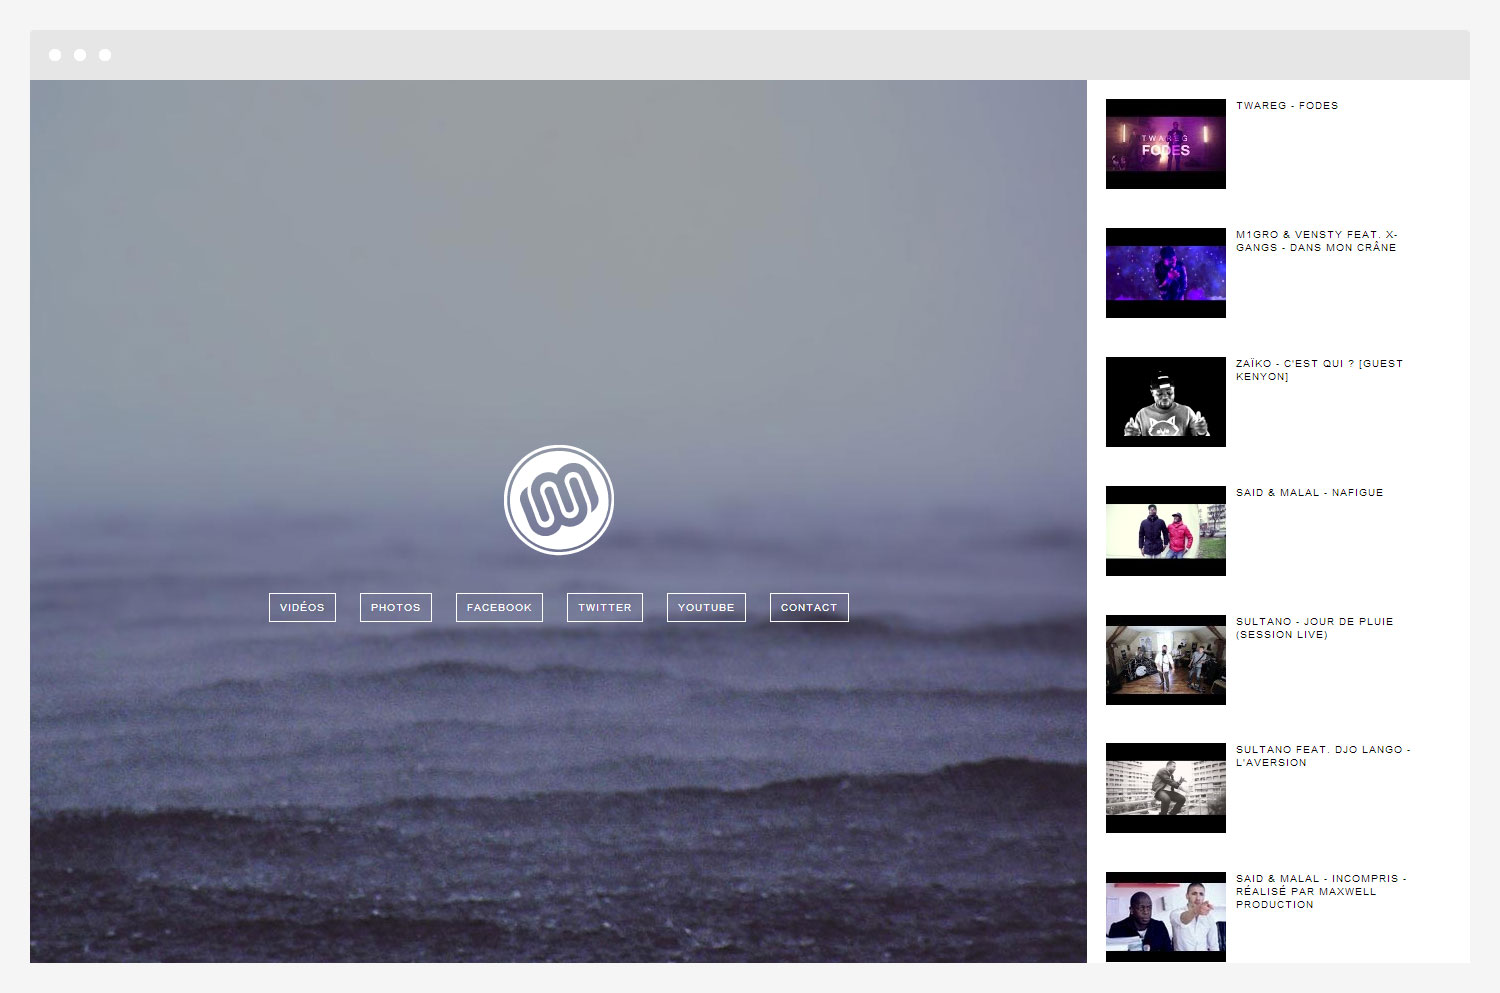 VIDÉOS
PHOTOS
FACEBOOK
TWITTER
YOUTUBE
CONTACT
TWAREG - FODES
TWAREG
FODES
M1GRO & VENSTY FEAT. X-
GANGS - DANS MON CRÂNE
ZAÏKO - C'EST QUI ? [GUEST
KENYON]
SAID & MALAL - NAFIGUE
SULTANO - JOUR DE PLUIE
(SESSION LIVE)
SULTANO FEAT. DJO LANGO -
L'AVERSION
SAID & MALAL - INCOMPRIS -
RÉALISÉ PAR MAXWELL
PRODUCTION